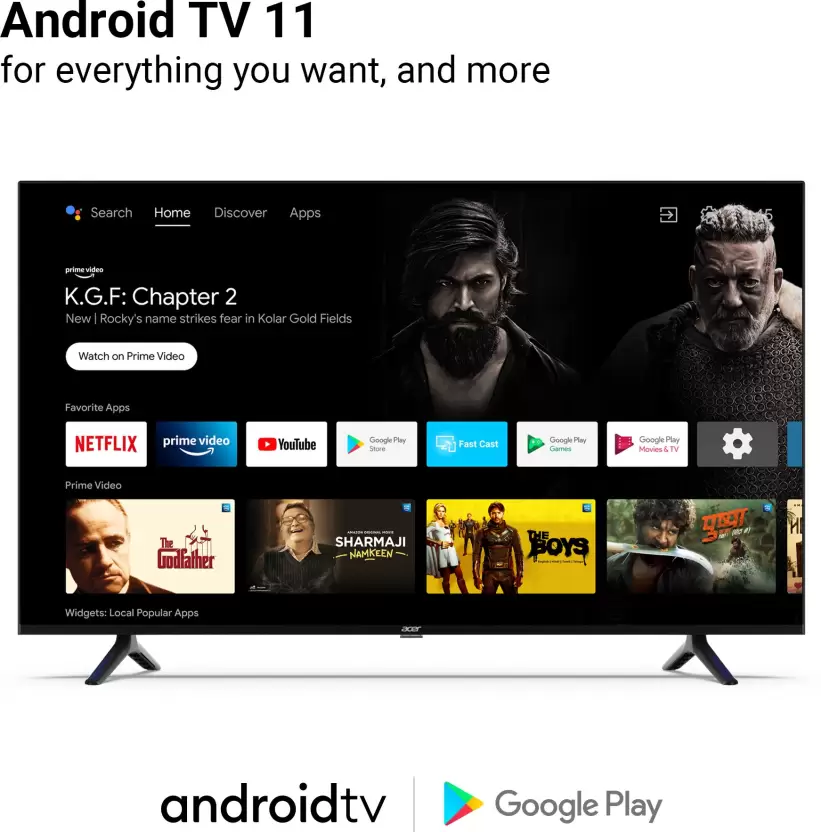 Android TV 11
for everything you want, and more
Search Home Discover Apps
prime video
K.G.F: Chapter 2
New | Rocky's name strikes fear in Kolar Gold Fields
Watch on Prime Video
Favorite Apps
NETFLIX prime video YouTube Google Play Store Fast Cast Google Play Games Google Play Movies & TV
Prime Video
The Godfather
AMAZON ORIGINAL MOVIE
SHARMAJI
NAMKEEN
THE BOYS
पुष्पा
Widgets: Local Popular Apps
acer
androidtv Google Play